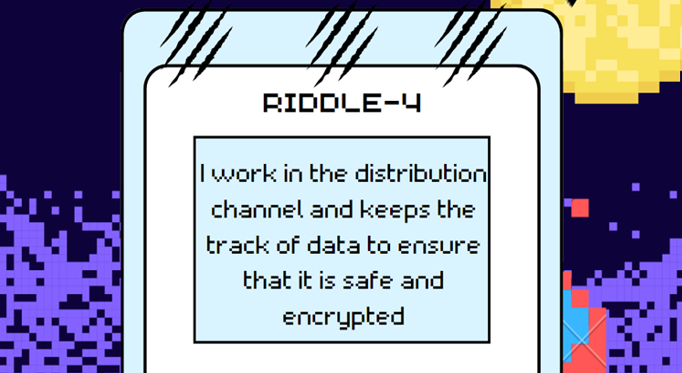 RIDDLE-4
I work in the distribution
channel and keeps the
track of data to ensure
that it is safe and
encrypted